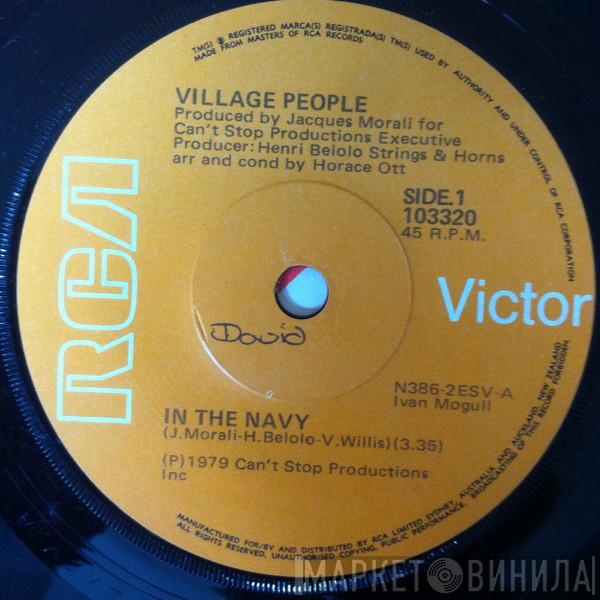 TM(S) ® REGISTERED MARCA(S) REGISTRADA(S) TM(S) USED BY AUTHORITY AND UNDER CONTROL OF RCA CORPORATION
MADE FROM MASTERS OF RCA RECORDS
VILLAGE PEOPLE
Produced by Jacques Morali for
Can't Stop Productions Executive
Producer: Henri Belolo Strings & Horns
arr and cond by Horace Ott
SIDE.1
103320
45 R.P.M.
RCA
Victor
David
N386-2ESV-A
Ivan Mogull
IN THE NAVY
(J.Morali-H.Belolo-V.Willis)(3.35)
(P)1979 Can't Stop Productions
Inc
MANUFACTURED FOR/BY AND DISTRIBUTED BY RCA LIMITED SYDNEY, AUSTRALIA AND AUCKLAND, NEW ZEALAND
ALL RIGHTS RESERVED, UNAUTHORISED COPYING, PUBLIC PERFORMANCE, BROADCASTING OF THIS RECORD FORBIDDEN
МАРКЕТ ВИНИЛА